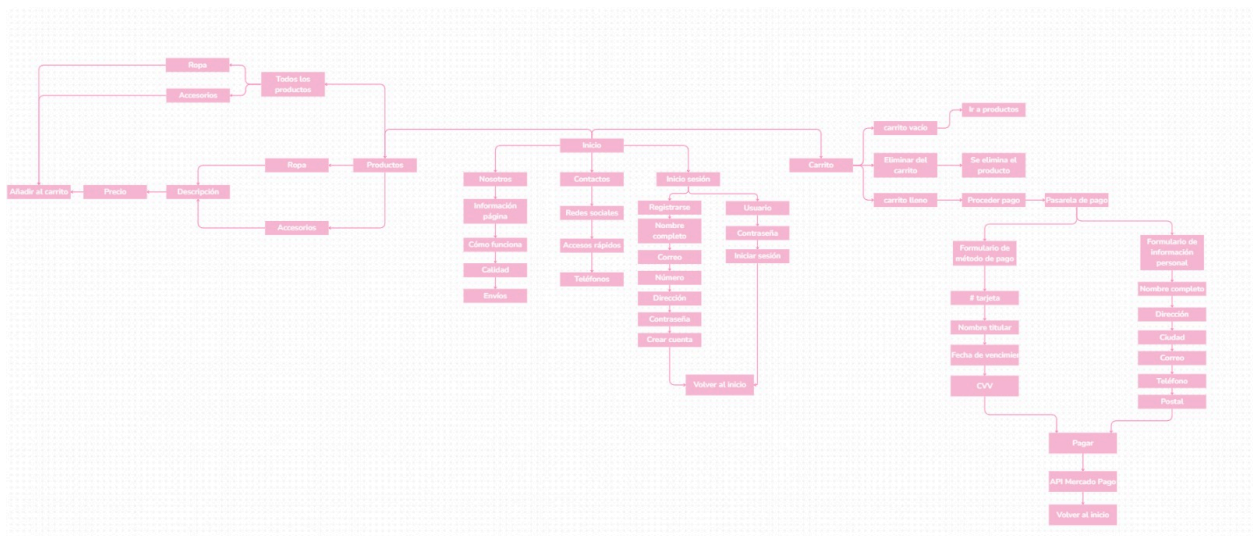 Ropa
Todos los
productos
Accesorios
Ir a productos
carrito vacío
Inicio
Ropa
Productos
Carrito
Eliminar del
carrito
Se elimina el
producto
Nosotros
Contactos
Inicio sesión
Añadir al carrito
Precio
Descripción
carrito lleno
Proceder pago
Pasarela de pago
Accesorios
Información
página
Redes sociales
Registrarse
Usuario
Nombre
completo
Contraseña
Cómo funciona
Accesos rápidos
Correo
Iniciar sesión
Calidad
Teléfonos
Número
Envíos
Dirección
Contraseña
Crear cuenta
Volver al inicio
Formulario de
método de pago
Formulario de
información
personal
# tarjeta
Nombre completo
Nombre titular
Dirección
Ciudad
Fecha de vencimie
Correo
CVV
Teléfono
Postal
Pagar
API Mercado Pago
Volver al inicio